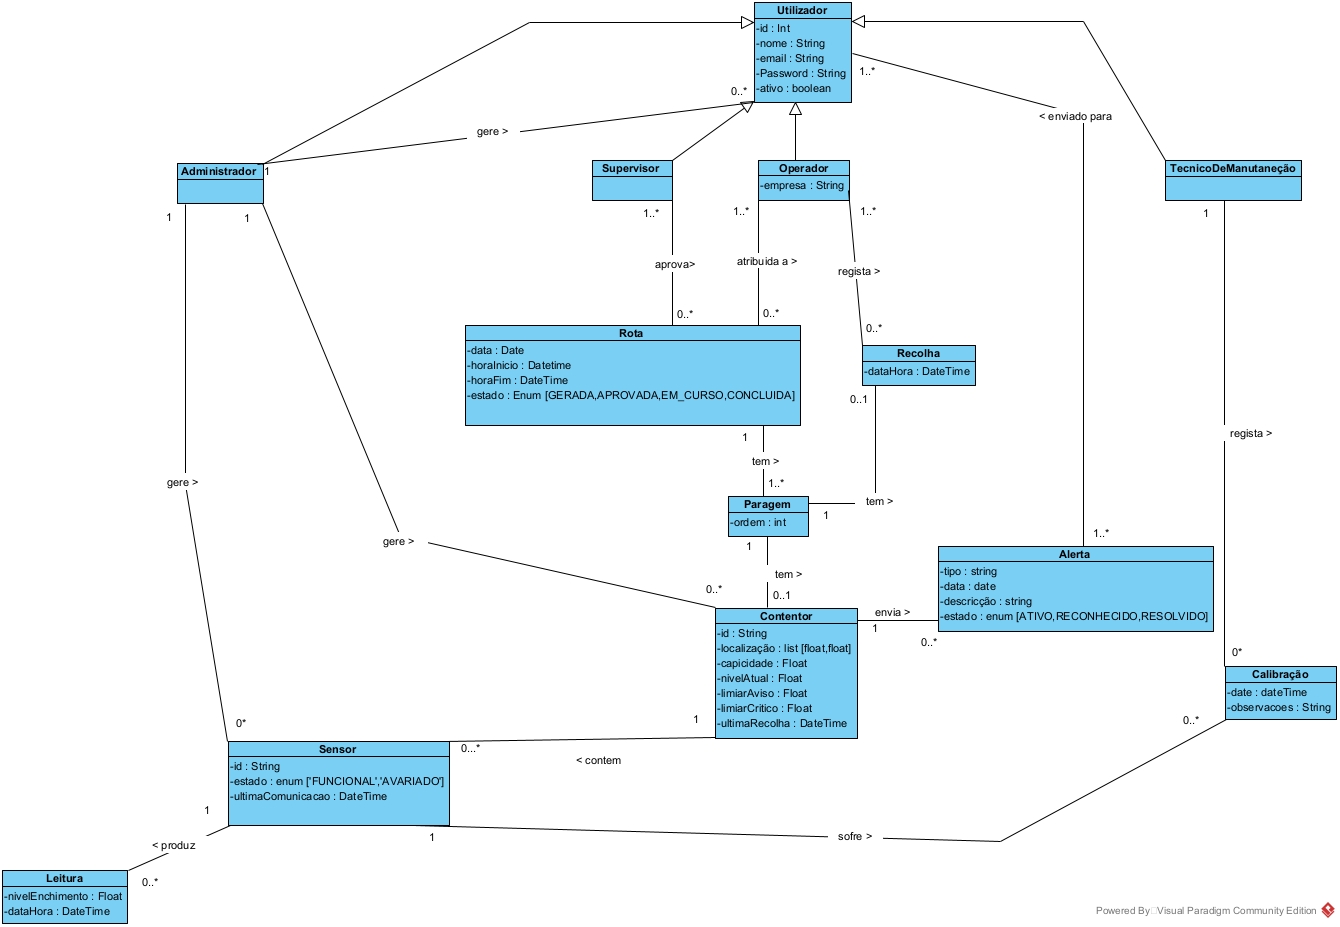 Utilizador
-id : Int
-nome : String
-email : String
-Password : String
-ativo : boolean
1..*
0..*
< enviado para
gere >
Administrador
1
Supervisor
Operador
-empresa : String
TecnicoDeManutaneção
1
1
1..*
1..*
1..*
1
aprova>
atribuida a >
regista >
0..*
0..*
0..*
Rota
-data : Date
-horaInicio : Datetime
-horaFim : DateTime
-estado : Enum [GERADA,APROVADA,EM_CURSO,CONCLUIDA]
Recolha
-dataHora : DateTime
0..1
1
regista >
tem >
gere >
1..*
Paragem
-ordem : int
tem >
1
1
gere >
1..*
Alerta
-tipo : string
-data : date
-descricção : string
-estado : enum [ATIVO,RECONHECIDO,RESOLVIDO]
tem >
0..*
0..1
Contentor
-id : String
-localização : list [float,float]
-capicidade : Float
-nivelAtual : Float
-limiarAviso : Float
-limiarCritico : Float
-ultimaRecolha : DateTime
envia >
1
0..*
0*
Calibração
-date : dateTime
-observacoes : String
0..*
0*
1
0...*
< contem
Sensor
-id : String
-estado : enum ['FUNCIONAL','AVARIADO']
-ultimaComunicacao : DateTime
1
1
sofre >
< produz
0..*
Leitura
-nivelEnchimento : Float
-dataHora : DateTime
Powered By Visual Paradigm Community Edition